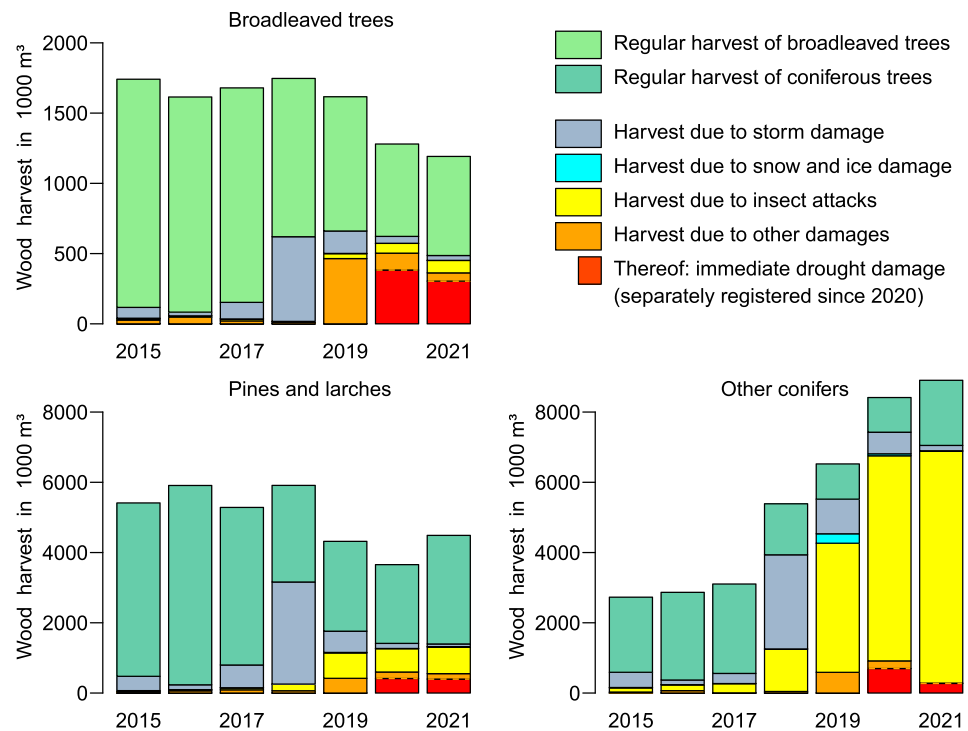 Broadleaved trees
Wood harvest in 1000 m³
2000
1500
1000
500
0
2015
2017
2019
2021
Regular harvest of broadleaved trees
Regular harvest of coniferous trees
Harvest due to storm damage
Harvest due to snow and ice damage
Harvest due to insect attacks
Harvest due to other damages
Thereof: immediate drought damage
(separately registered since 2020)
Pines and larches
Wood harvest in 1000 m³
8000
6000
4000
2000
0
2015
2017
2019
2021
Other conifers
Wood harvest in 1000 m³
8000
6000
4000
2000
0
2015
2017
2019
2021